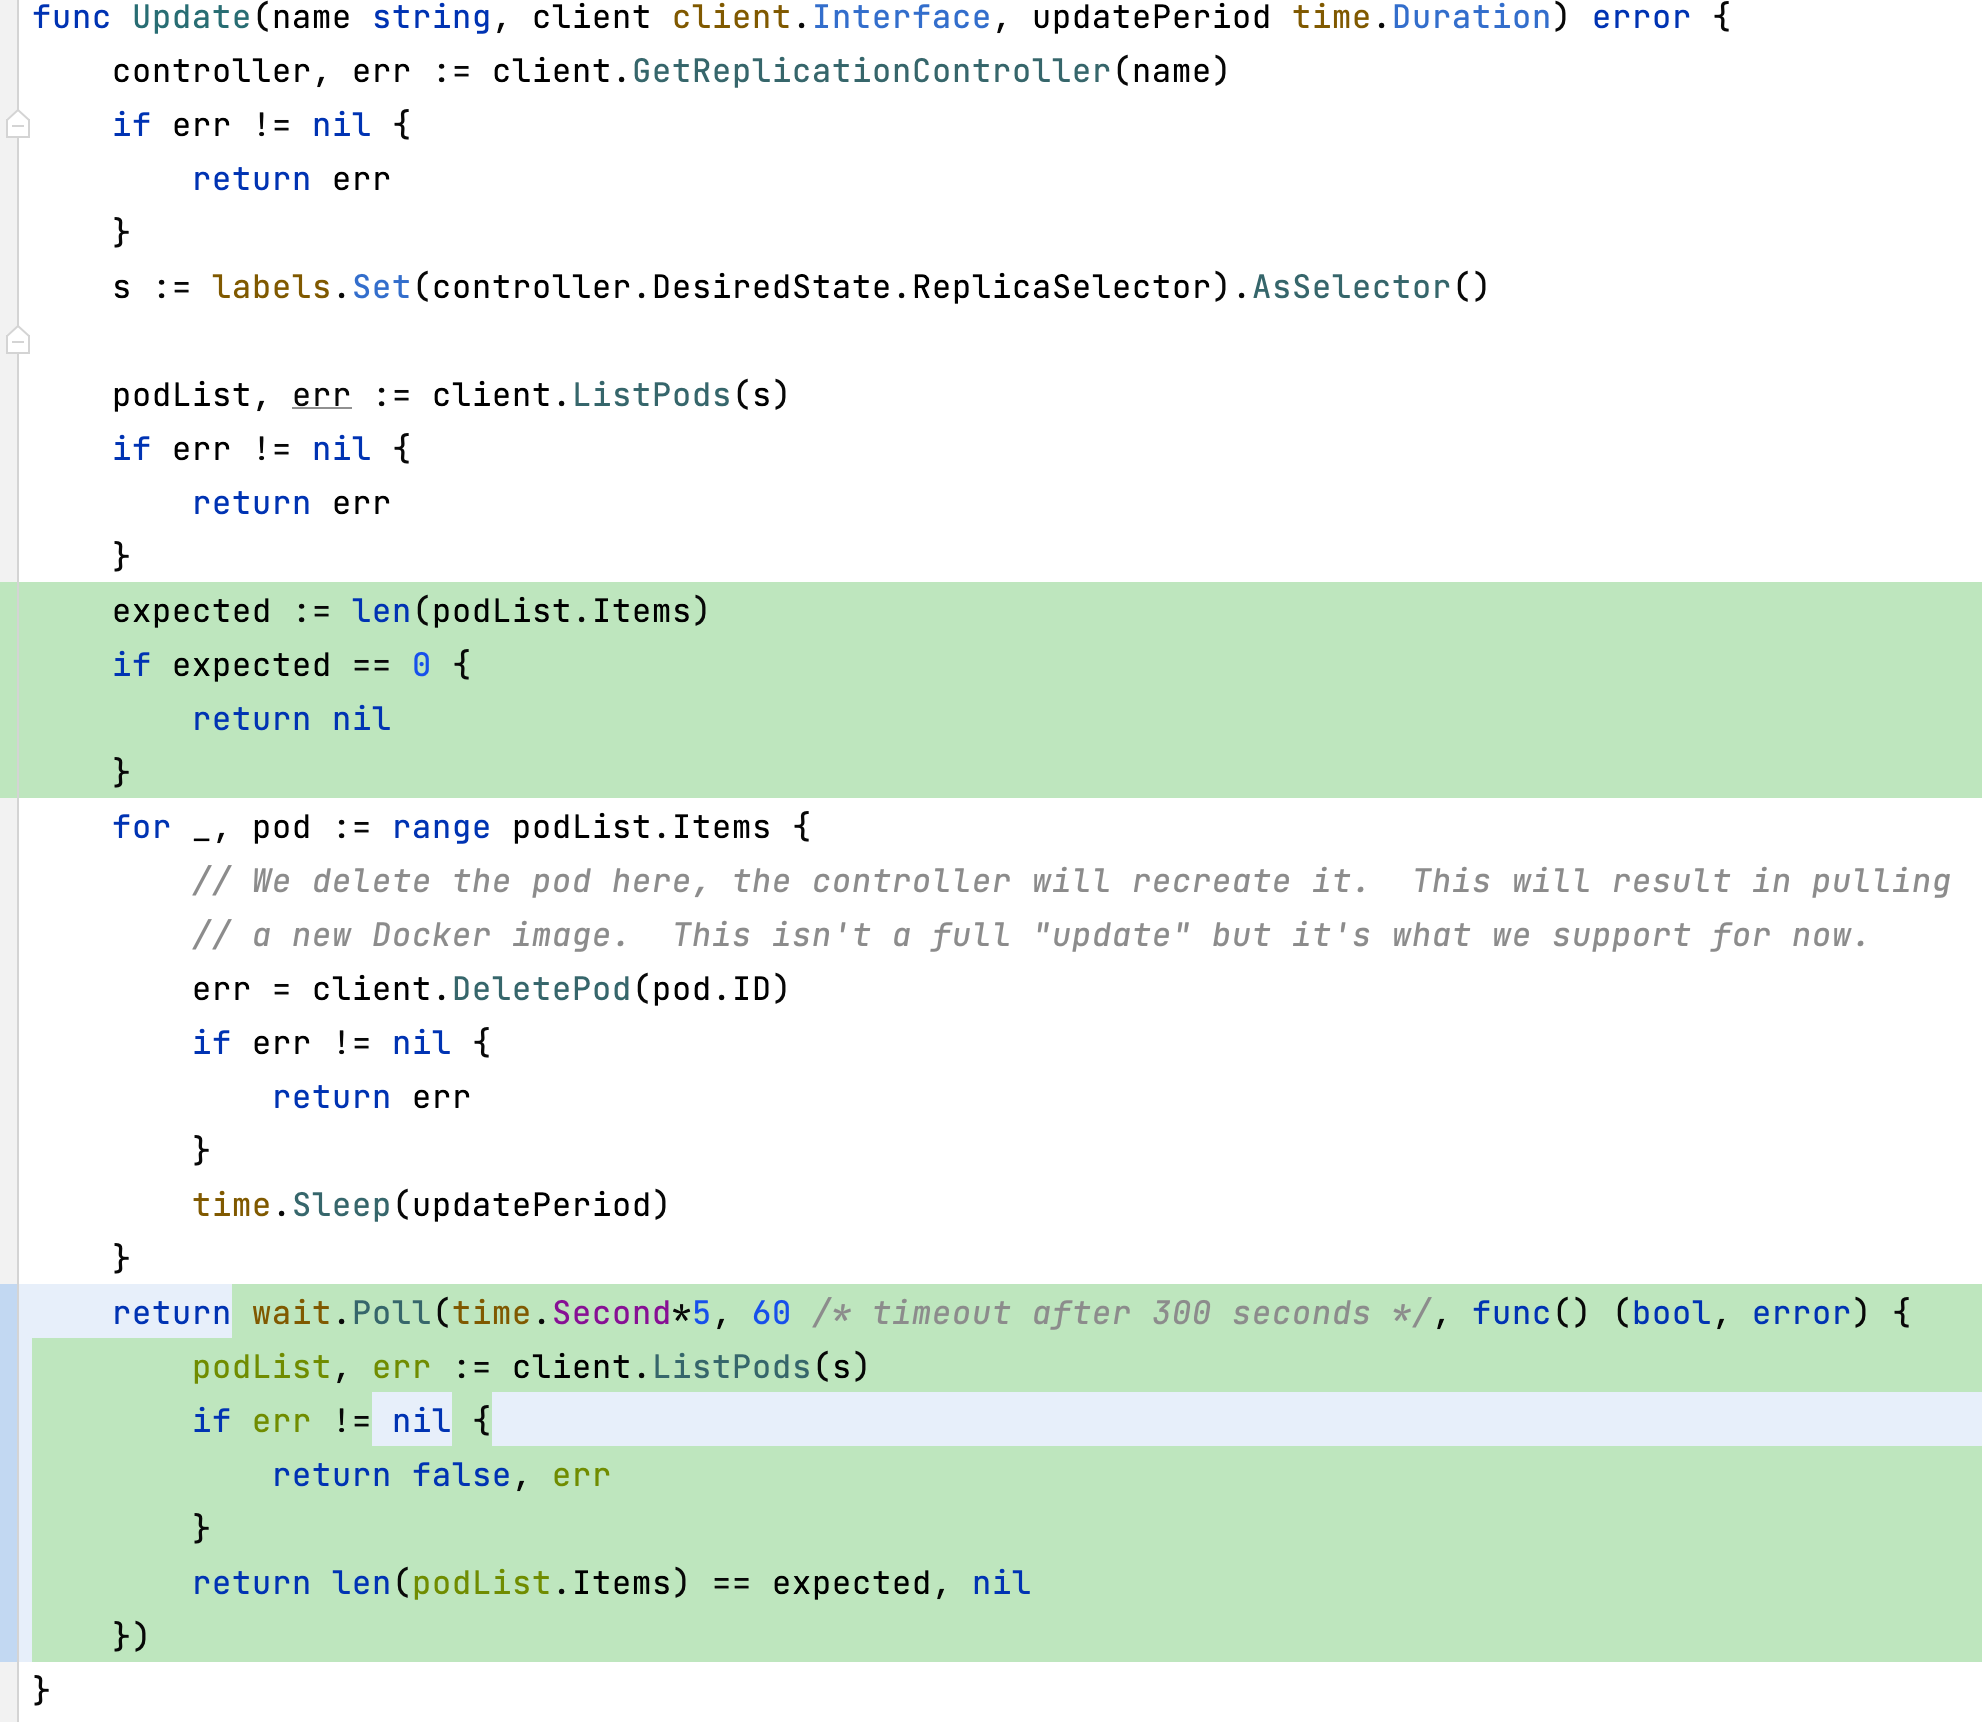 func Update(name string, client client.Interface, updatePeriod time.Duration) error {
    controller, err := client.GetReplicationController(name)
    if err != nil {
        return err
    }
    s := labels.Set(controller.DesiredState.ReplicaSelector).AsSelector()

    podList, err := client.ListPods(s)
    if err != nil {
        return err
    }
    expected := len(podList.Items)
    if expected == 0 {
        return nil
    }
    for _, pod := range podList.Items {
        // We delete the pod here, the controller will recreate it.  This will result in pulling
        // a new Docker image.  This isn't a full "update" but it's what we support for now.
        err = client.DeletePod(pod.ID)
        if err != nil {
            return err
        }
        time.Sleep(updatePeriod)
    }
    return wait.Poll(time.Second*5, 60 /* timeout after 300 seconds */, func() (bool, error) {
        podList, err := client.ListPods(s)
        if err != nil {
            return false, err
        }
        return len(podList.Items) == expected, nil
    })
}